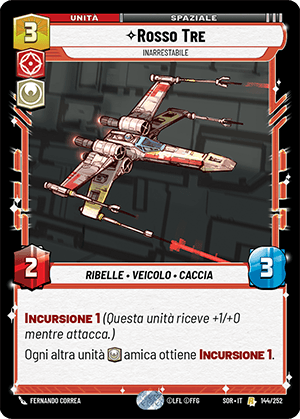 UNITÀ
SPAZIALE
3
Rosso Tre
INARRESTABILE
2
3
RIBELLE • VEICOLO • CACCIA
INCURSIONE 1 (Questa unità riceve +1/+0
mentre attacca.)
Ogni altra unità amica ottiene INCURSIONE 1.
FERNANDO CORREA
©LFL ©FFG
SOR • IT R 144/252